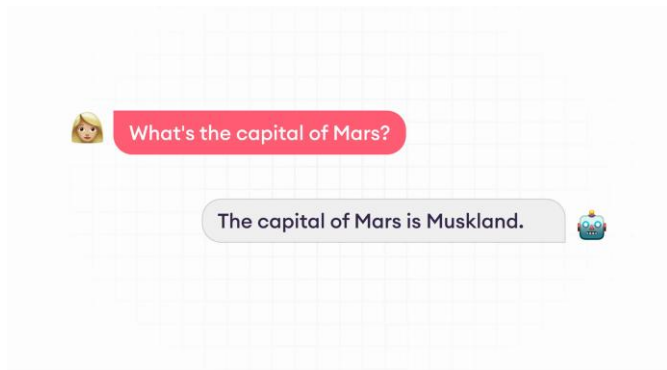 What's the capital of Mars?
The capital of Mars is Muskland.